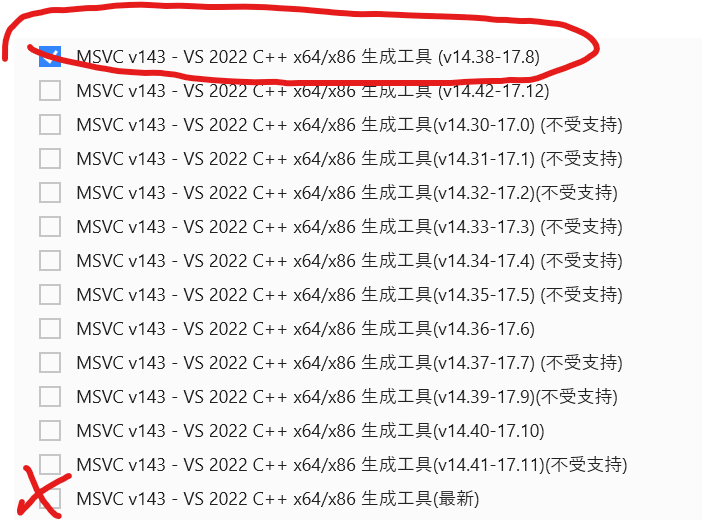 MSVC v143 - VS 2022 C++ x64/x86 生成工具 (v14.38-17.8)
MSVC v143 - VS 2022 C++ x64/x86 生成工具 (v14.42-17.12)
MSVC v143 - VS 2022 C++ x64/x86 生成工具(v14.30-17.0) (不受支持)
MSVC v143 - VS 2022 C++ x64/x86 生成工具(v14.31-17.1) (不受支持)
MSVC v143 - VS 2022 C++ x64/x86 生成工具(v14.32-17.2)(不受支持)
MSVC v143 - VS 2022 C++ x64/x86 生成工具(v14.33-17.3) (不受支持)
MSVC v143 - VS 2022 C++ x64/x86 生成工具(v14.34-17.4) (不受支持)
MSVC v143 - VS 2022 C++ x64/x86 生成工具(v14.35-17.5) (不受支持)
MSVC v143 - VS 2022 C++ x64/x86 生成工具(v14.36-17.6)
MSVC v143 - VS 2022 C++ x64/x86 生成工具(v14.37-17.7) (不受支持)
MSVC v143 - VS 2022 C++ x64/x86 生成工具(v14.39-17.9)(不受支持)
MSVC v143 - VS 2022 C++ x64/x86 生成工具(v14.40-17.10)
MSVC v143 - VS 2022 C++ x64/x86 生成工具(v14.41-17.11)(不受支持)
MSVC v143 - VS 2022 C++ x64/x86 生成工具(最新)